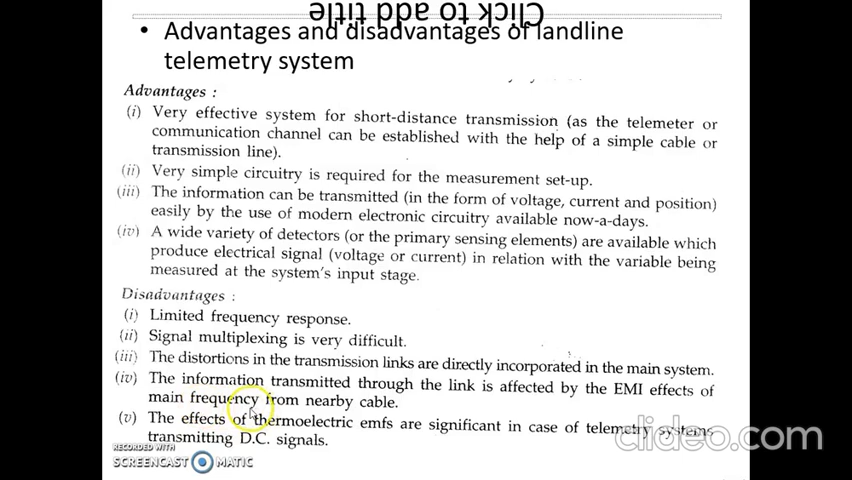 Click to add title
• Advantages and disadvantages of landline
telemetry system
Advantages :
(i) Very effective system for short-distance transmission (as the telemeter or
communication channel can be established with the help of a simple cable or
transmission line).
(ii) Very simple circuitry is required for the measurement set-up.
(iii) The information can be transmitted (in the form of voltage, current and position)
easily by the use of modern electronic circuitry available now-a-days.
(iv) A wide variety of detectors (or the primary sensing elements) are available which
produce electrical signal (voltage or current) in relation with the variable being
measured at the system's input stage.
Disadvantages :
(i) Limited frequency response.
(ii) Signal multiplexing is very difficult.
(iii) The distortions in the transmission links are directly incorporated in the main system.
(iv) The information transmitted through the link is affected by the EMI effects of
main frequency from nearby cable.
(v) The effects of thermoelectric emfs are significant in case of telemetry systems
transmitting D.C. signals.
clideo.com
RECORDED WITH
SCREENCAST MATIC